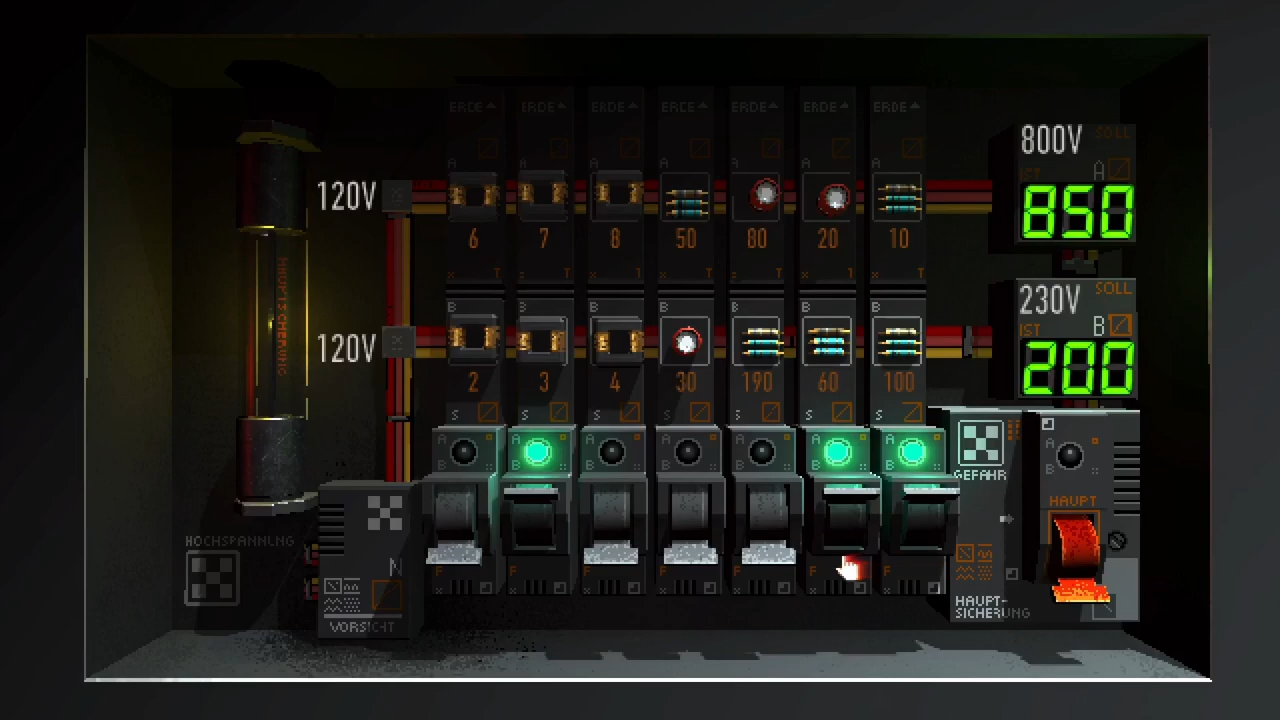 ERDE ERDE ERDE ERDE ERDE ERDE ERDE
800V SOLL
IST A
850
120V
A A A A A A A
6 7 8 50 80 20 10
230V SOLL
IST B
200
120V
B B B B B B B
2 3 4 30 190 60 100
S S S S S S S
A A A A A A A A
B B B B B B B B
HAUPTSICHERUNG
GEFAHR
HAUPT
HOCHSPANNUNG
N
F F F F F F F
VORSICHT
HAUPT-
SICHERUNG